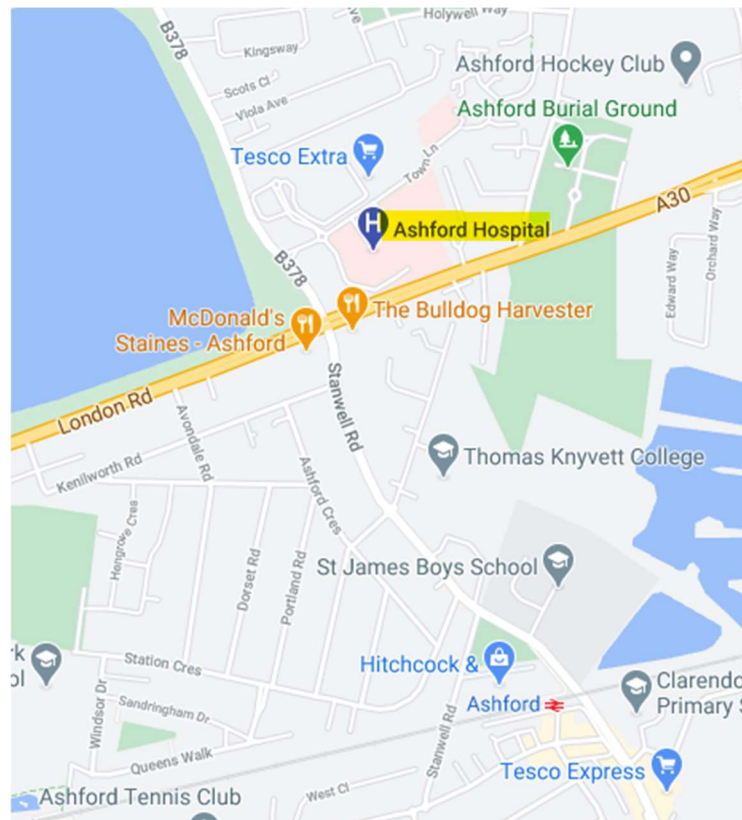 B378
Holywell Way
Kingsway
Ashford Hockey Club
Scots Cl
Viola Ave
Ashford Burial Ground
Tesco Extra
Town Ln
A30
H
Ashford Hospital
Orchard Way
Edward Way
B378
McDonald's
Staines - Ashford
The Bulldog Harvester
London Rd
Stanwell Rd
Avondale Rd
Kenilworth Rd
Thomas Knyvett College
Ashford Cres
Hengrove Cres
Dorset Rd
Portland Rd
St James Boys School
Station Cres
Hitchcock &
Windsor Dr
Sandringham Dr
Ashford
Clarendo
Primary S
Stanwell Rd
Queens Walk
Tesco Express
West Cl
Ashford Tennis Club